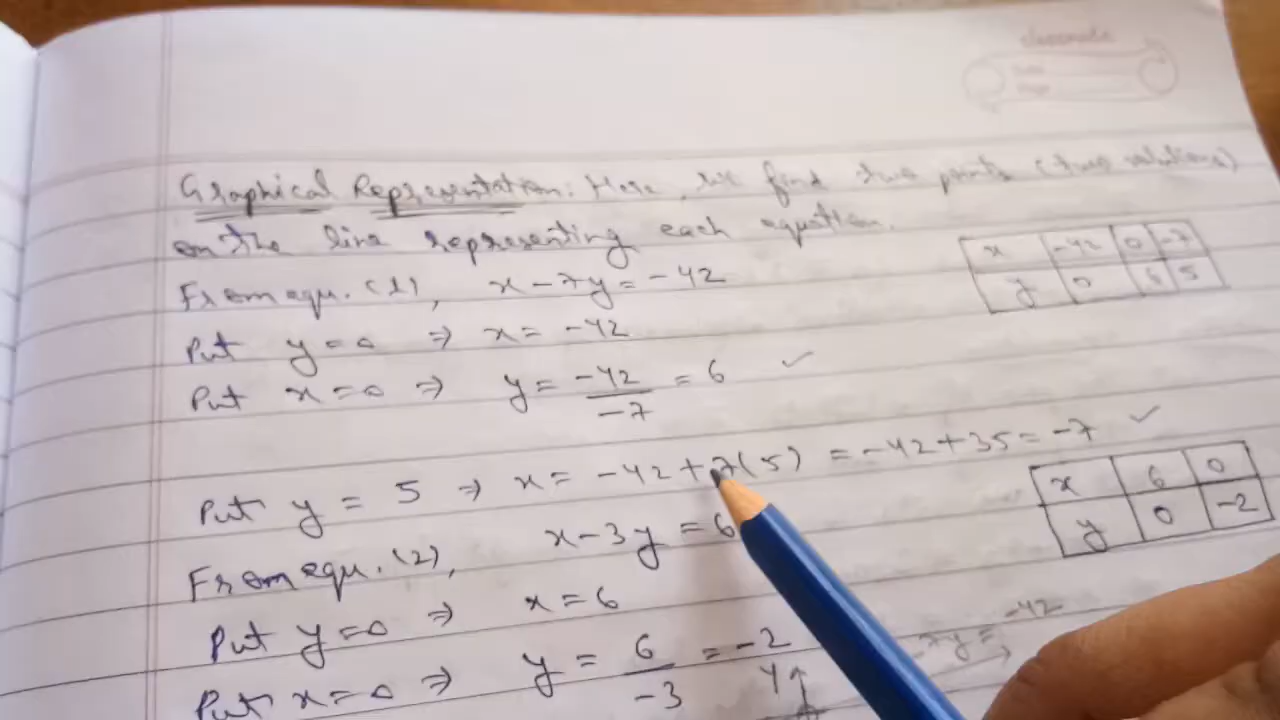 classmate
Graphical Representation: Here, we find two points (two solutions)
on the line representing each equation.
From equ. (1), x - 7y = -42
x | -42 | 0 | -7
y | 0 | 6 | 5
Put y = 0 ⇒ x = -42
Put x = 0 ⇒ y = -42/-7 = 6 ✓
Put y = 5 ⇒ x = -42 + 7(5) = -42 + 35 = -7 ✓
x | 6 | 0
y | 0 | -2
From equ. (2), x - 3y = 6
Put y = 0 ⇒ x = 6
Put x = 0 ⇒ y = 6/-3 = -2
-7y = -42
Y